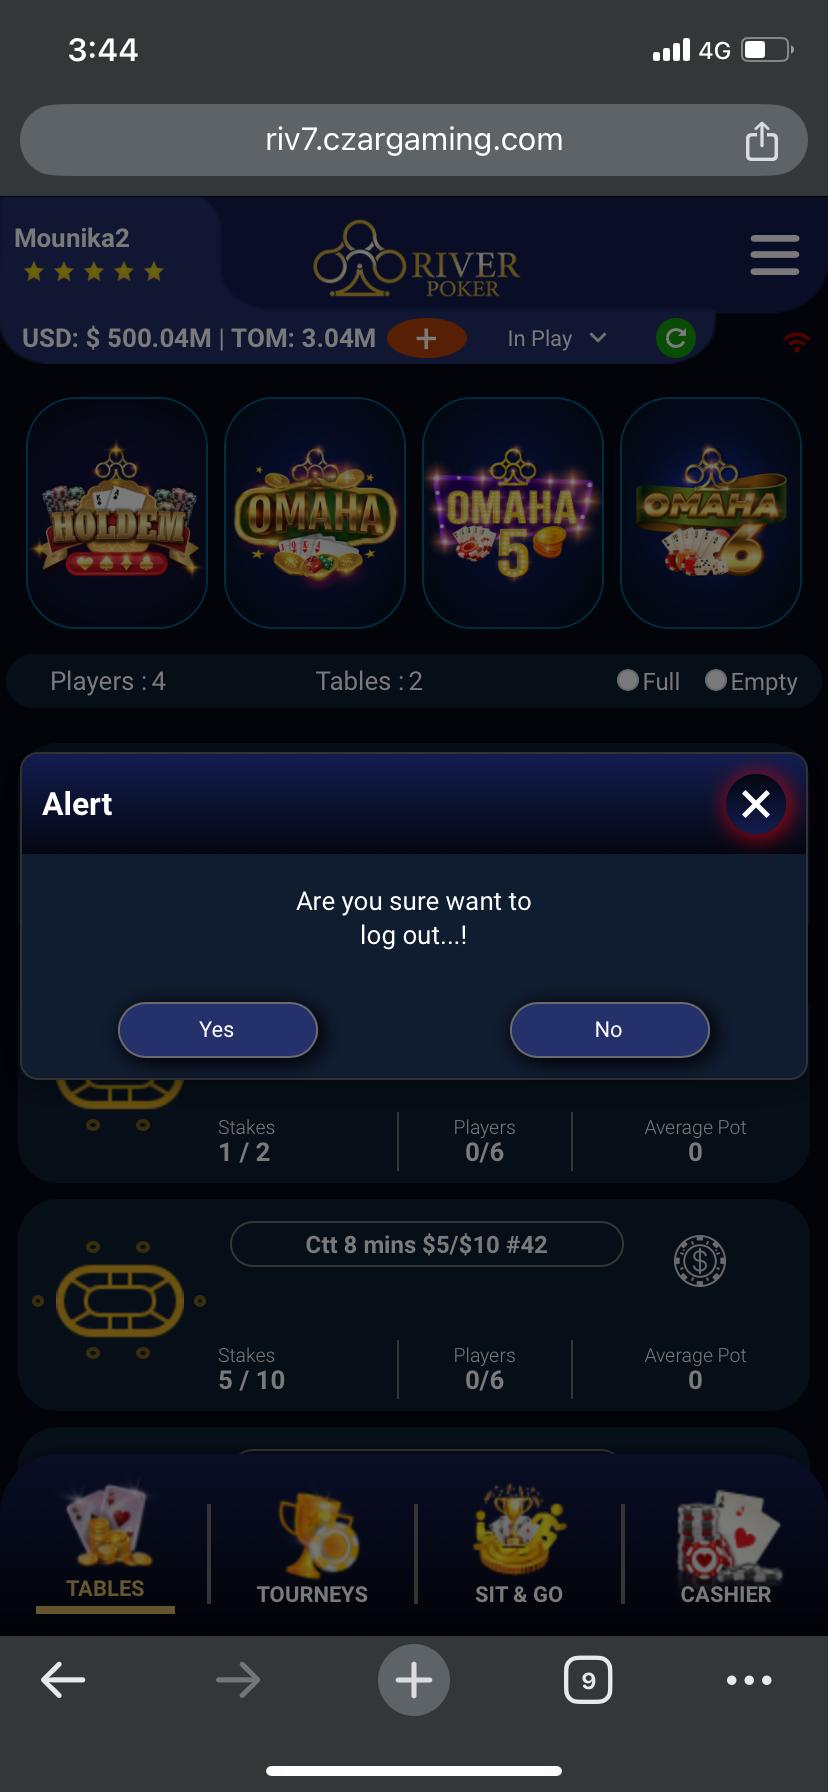 3:44
4G
riv7.czargaming.com
Mounika2
RIVER
POKER
USD: $ 500.04M | TOM: 3.04M
+
In Play
HOLDEM
OMAHA
OMAHA
5
OMAHA
6
Players : 4
Tables : 2
Full
Empty
Alert
Are you sure want to
log out...!
Yes
No
Stakes
Players
Average Pot
1 / 2
0/6
0
Ctt 8 mins $5/$10 #42
$
Stakes
Players
Average Pot
5 / 10
0/6
0
TABLES
TOURNEYS
SIT & GO
CASHIER
9